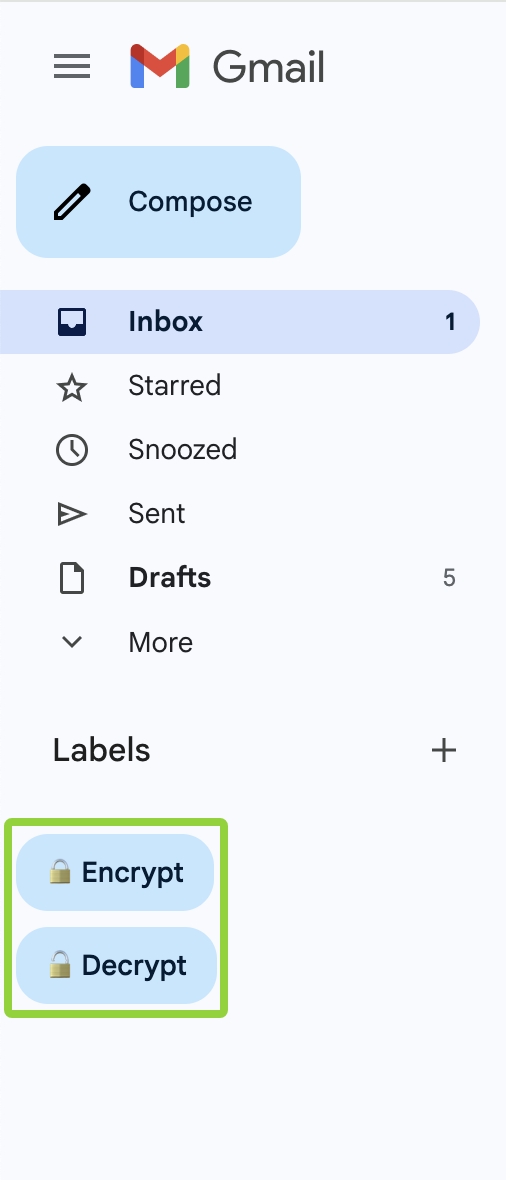 Gmail
Compose
Inbox 1
Starred
Snoozed
Sent
Drafts 5
More
Labels
Encrypt
Decrypt